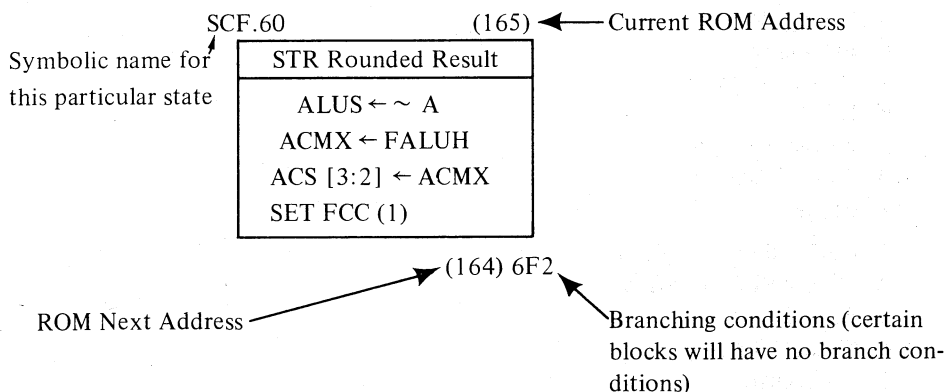 SCF.60 (165) Current ROM Address
Symbolic name for
this particular state
STR Rounded Result
ALUS ← ~ A
ACMX ← FALUH
ACS [3:2] ← ACMX
SET FCC (1)
(164) 6F2
ROM Next Address
Branching conditions (certain
blocks will have no branch con-
ditions)